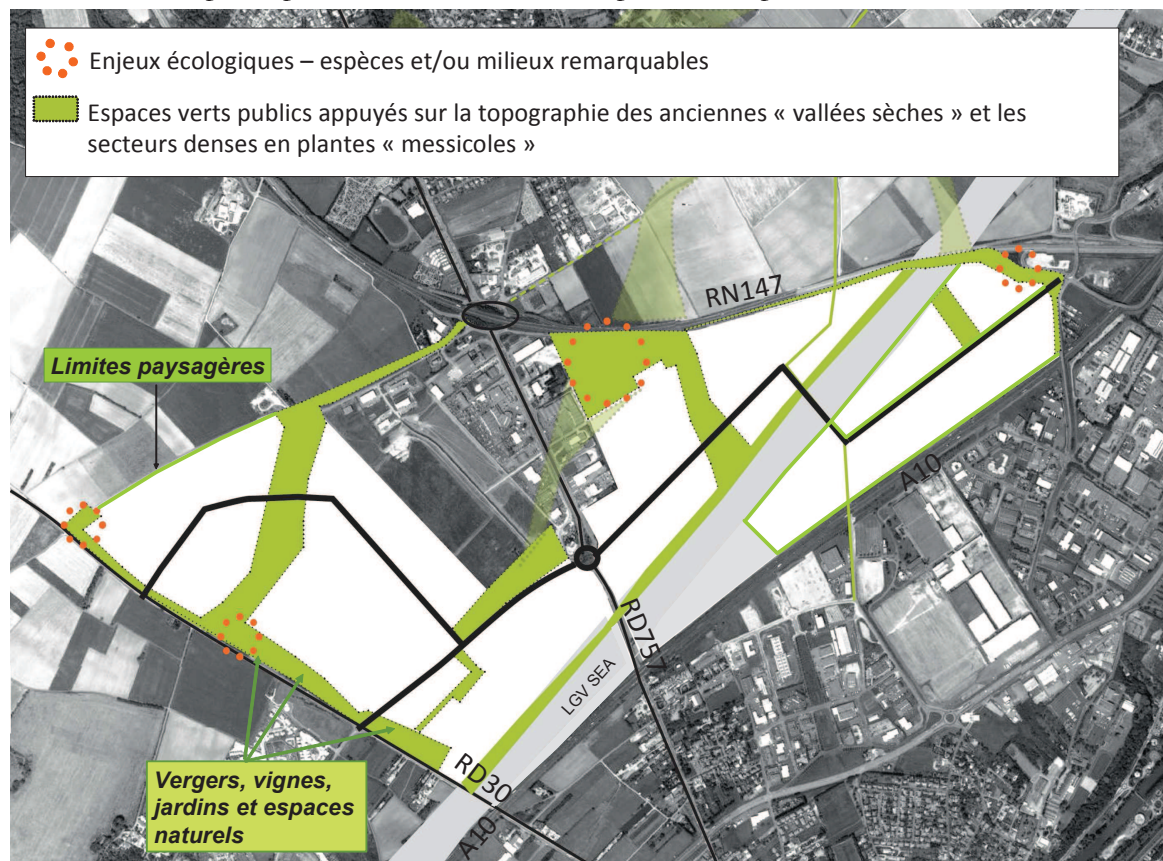 Enjeux écologiques – espèces et/ou milieux remarquables
Espaces verts publics appuyés sur la topographie des anciennes « vallées sèches » et les
secteurs denses en plantes « messicoles »
RN147
Limites paysagères
A10
RD757
LGV SEA
Vergers, vignes,
jardins et espaces
naturels
RD30
A10